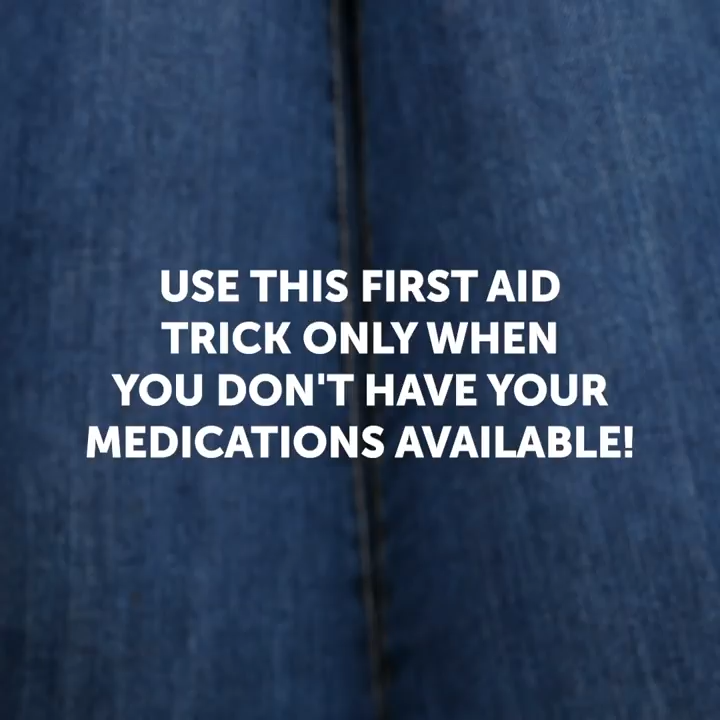 USE THIS FIRST AID
TRICK ONLY WHEN
YOU DON'T HAVE YOUR
MEDICATIONS AVAILABLE!